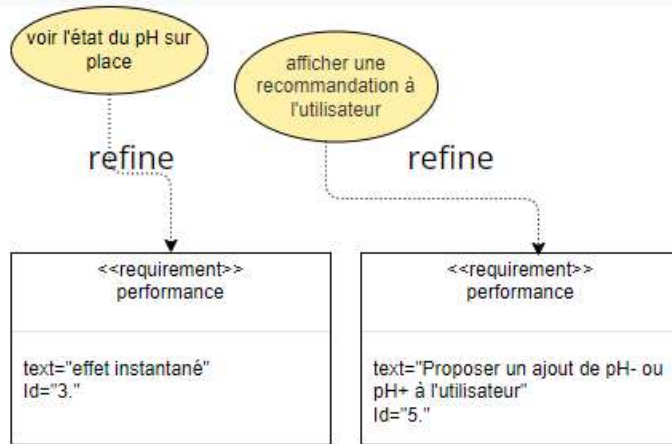 voir l'état du pH sur
place
afficher une
recommandation à
l'utilisateur
refine
refine
<<requirement>>
performance
text="effet instantané"
Id="3."
<<requirement>>
performance
text="Proposer un ajout de pH- ou
pH+ à l'utilisateur"
Id="5."